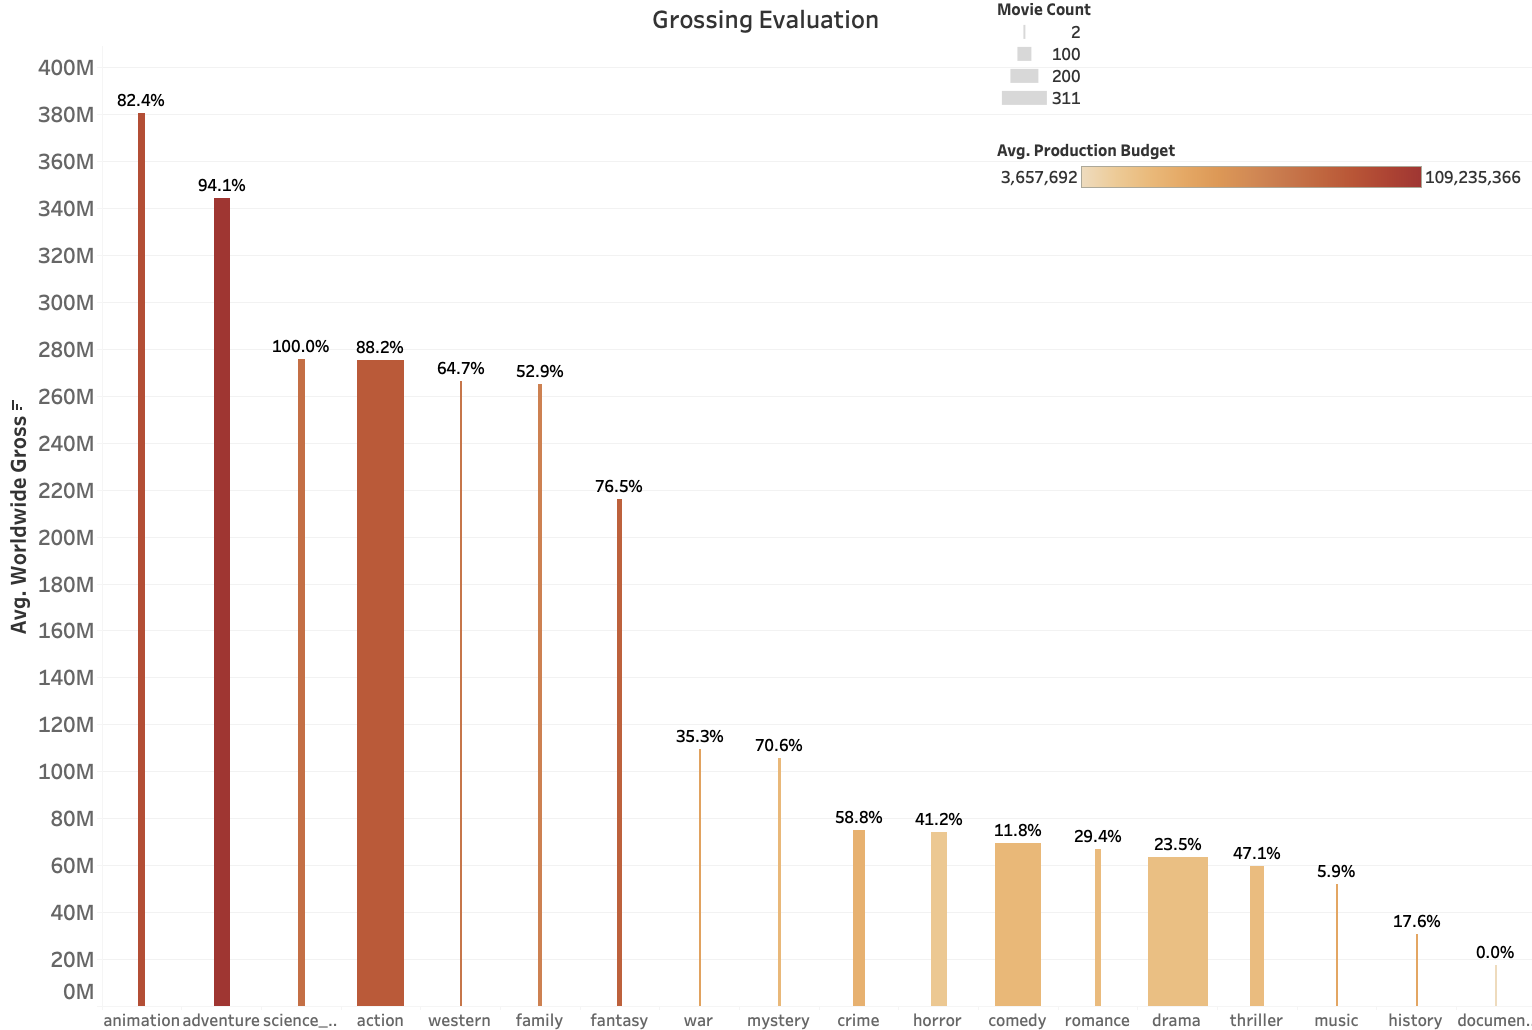 Grossing Evaluation
Movie Count
2
100
200
311
Avg. Production Budget
3,657,692
109,235,366
Avg. Worldwide Gross
400M
380M
360M
340M
320M
300M
280M
260M
240M
220M
200M
180M
160M
140M
120M
100M
80M
60M
40M
20M
0M
82.4%
94.1%
100.0%
88.2%
64.7%
52.9%
76.5%
35.3%
70.6%
58.8%
41.2%
11.8%
29.4%
23.5%
47.1%
5.9%
17.6%
0.0%
animation adventure science_.. action western family fantasy war mystery crime horror comedy romance drama thriller music history documen.